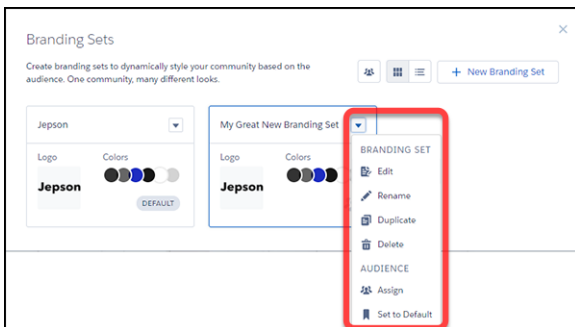 Branding Sets
Create branding sets to dynamically style your community based on the
audience. One community, many different looks.
+ New Branding Set
Jepson
Logo Colors
Jepson
DEFAULT
My Great New Branding Set
Logo Colors
Jepson
BRANDING SET
Edit
Rename
Duplicate
Delete
AUDIENCE
Assign
Set to Default